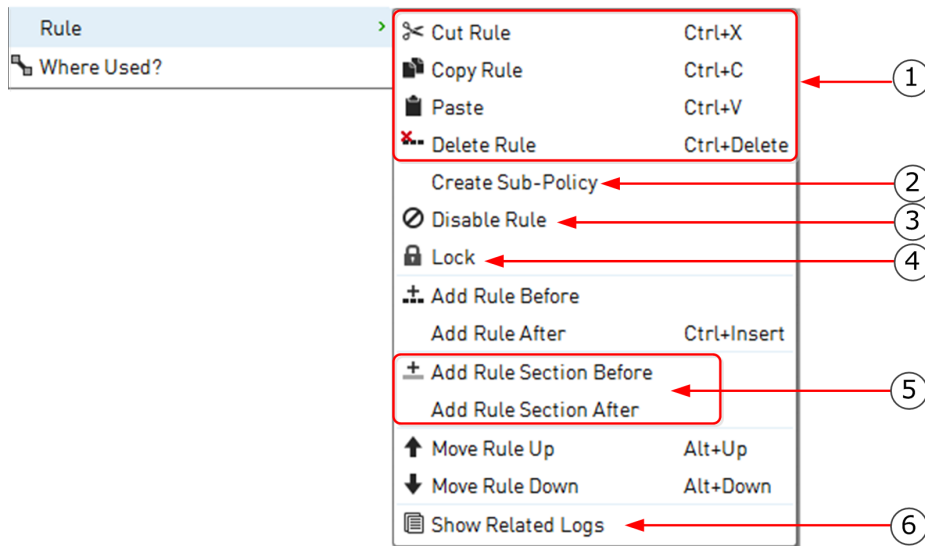 Rule
Where Used?
Cut Rule Ctrl+X
Copy Rule Ctrl+C
Paste Ctrl+V
Delete Rule Ctrl+Delete
Create Sub-Policy
Disable Rule
Lock
Add Rule Before
Add Rule After Ctrl+Insert
Add Rule Section Before
Add Rule Section After
Move Rule Up Alt+Up
Move Rule Down Alt+Down
Show Related Logs
1
2
3
4
5
6